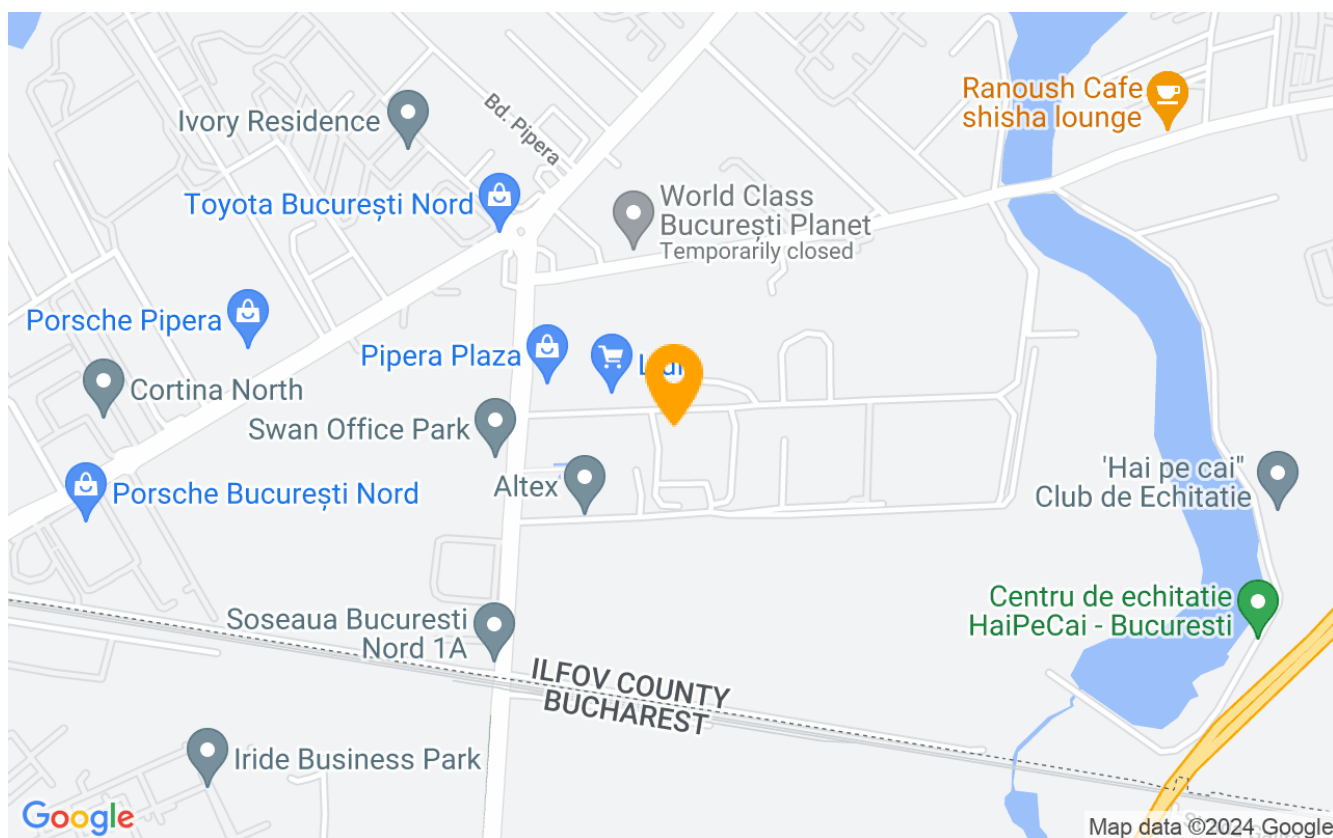 Ranoush Cafe
shisha lounge
Bd. Pipera
Ivory Residence
World Class
București Planet
Temporarily closed
Toyota București Nord
Porsche Pipera
Pipera Plaza
Cortina North
Swan Office Park
'Hai pe cai"
Club de Echitatie
Altex
Porsche București Nord
Centru de echitatie
HaiPeCai - Bucuresti
Soseaua Bucuresti
Nord 1A
ILFOV COUNTY
BUCHAREST
Iride Business Park
Google
Map data ©2024 Google